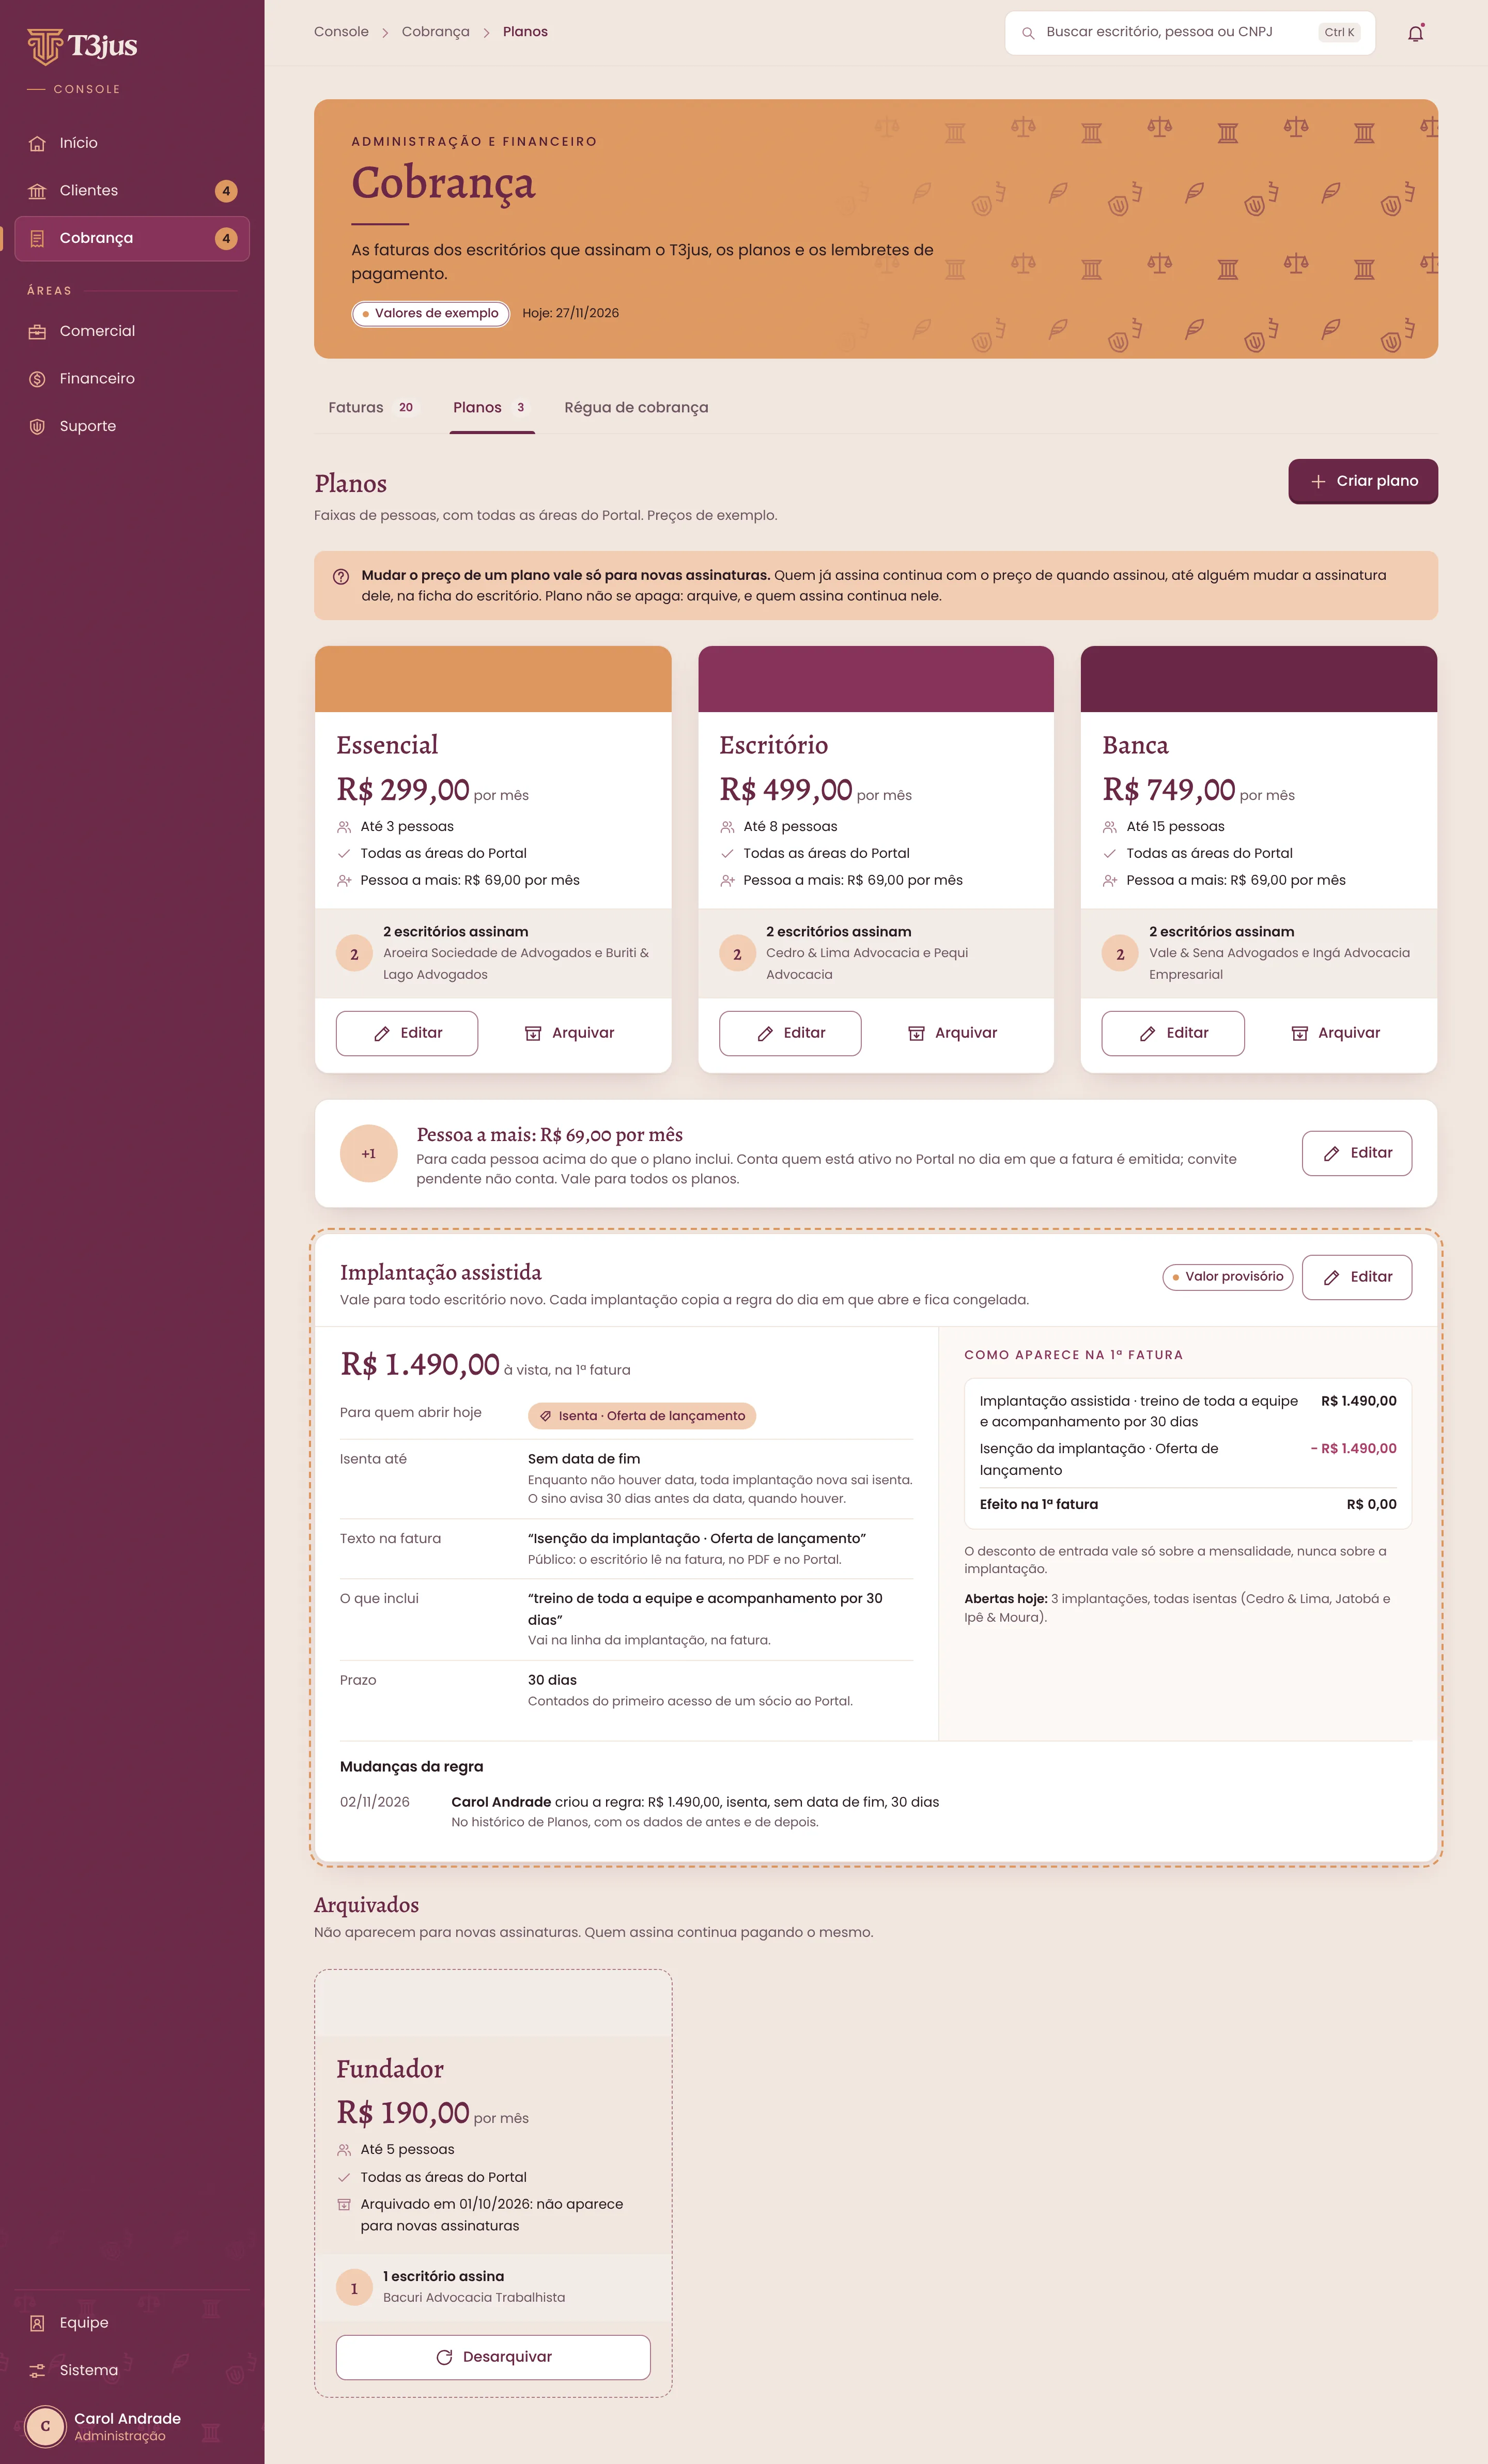 T3jus
CONSOLE
Início
Clientes 4
Cobrança 4
ÁREAS
Comercial
Financeiro
Suporte
Equipe
Sistema
C
Carol Andrade
Administração
Console > Cobrança > Planos
Buscar escritório, pessoa ou CNPJ Ctrl K
ADMINISTRAÇÃO E FINANCEIRO
Cobrança
As faturas dos escritórios que assinam o T3jus, os planos e os lembretes de
pagamento.
Valores de exemplo Hoje: 27/11/2026
Faturas 20 Planos 3 Régua de cobrança
Planos
Faixas de pessoas, com todas as áreas do Portal. Preços de exemplo.
Criar plano
Mudar o preço de um plano vale só para novas assinaturas. Quem já assina continua com o preço de quando assinou, até alguém mudar a assinatura
dele, na ficha do escritório. Plano não se apaga: arquive, e quem assina continua nele.
Essencial
R$ 299,00 por mês
Até 3 pessoas
Todas as áreas do Portal
Pessoa a mais: R$ 69,00 por mês
2
2 escritórios assinam
Aroeira Sociedade de Advogados e Buriti &
Lago Advogados
Editar Arquivar
Escritório
R$ 499,00 por mês
Até 8 pessoas
Todas as áreas do Portal
Pessoa a mais: R$ 69,00 por mês
2
2 escritórios assinam
Cedro & Lima Advocacia e Pequi
Advocacia
Editar Arquivar
Banca
R$ 749,00 por mês
Até 15 pessoas
Todas as áreas do Portal
Pessoa a mais: R$ 69,00 por mês
2
2 escritórios assinam
Vale & Sena Advogados e Ingá Advocacia
Empresarial
Editar Arquivar
+1
Pessoa a mais: R$ 69,00 por mês
Para cada pessoa acima do que o plano inclui. Conta quem está ativo no Portal no dia em que a fatura é emitida; convite
pendente não conta. Vale para todos os planos.
Editar
Implantação assistida
Vale para todo escritório novo. Cada implantação copia a regra do dia em que abre e fica congelada.
Valor provisório Editar
R$ 1.490,00 à vista, na 1ª fatura
Para quem abrir hoje Isenta · Oferta de lançamento
Isenta até Sem data de fim
Enquanto não houver data, toda implantação nova sai isenta.
O sino avisa 30 dias antes da data, quando houver.
Texto na fatura “Isenção da implantação · Oferta de lançamento”
Público: o escritório lê na fatura, no PDF e no Portal.
O que inclui “treino de toda a equipe e acompanhamento por 30
dias”
Vai na linha da implantação, na fatura.
Prazo 30 dias
Contados do primeiro acesso de um sócio ao Portal.
COMO APARECE NA 1ª FATURA
Implantação assistida · treino de toda a equipe R$ 1.490,00
e acompanhamento por 30 dias
Isenção da implantação · Oferta de − R$ 1.490,00
lançamento
Efeito na 1ª fatura R$ 0,00
O desconto de entrada vale só sobre a mensalidade, nunca sobre a
implantação.
Abertas hoje: 3 implantações, todas isentas (Cedro & Lima, Jatobá e
Ipê & Moura).
Mudanças da regra
02/11/2026 Carol Andrade criou a regra: R$ 1.490,00, isenta, sem data de fim, 30 dias
No histórico de Planos, com os dados de antes e de depois.
Arquivados
Não aparecem para novas assinaturas. Quem assina continua pagando o mesmo.
Fundador
R$ 190,00 por mês
Até 5 pessoas
Todas as áreas do Portal
Arquivado em 01/10/2026: não aparece
para novas assinaturas
1
1 escritório assina
Bacuri Advocacia Trabalhista
Desarquivar